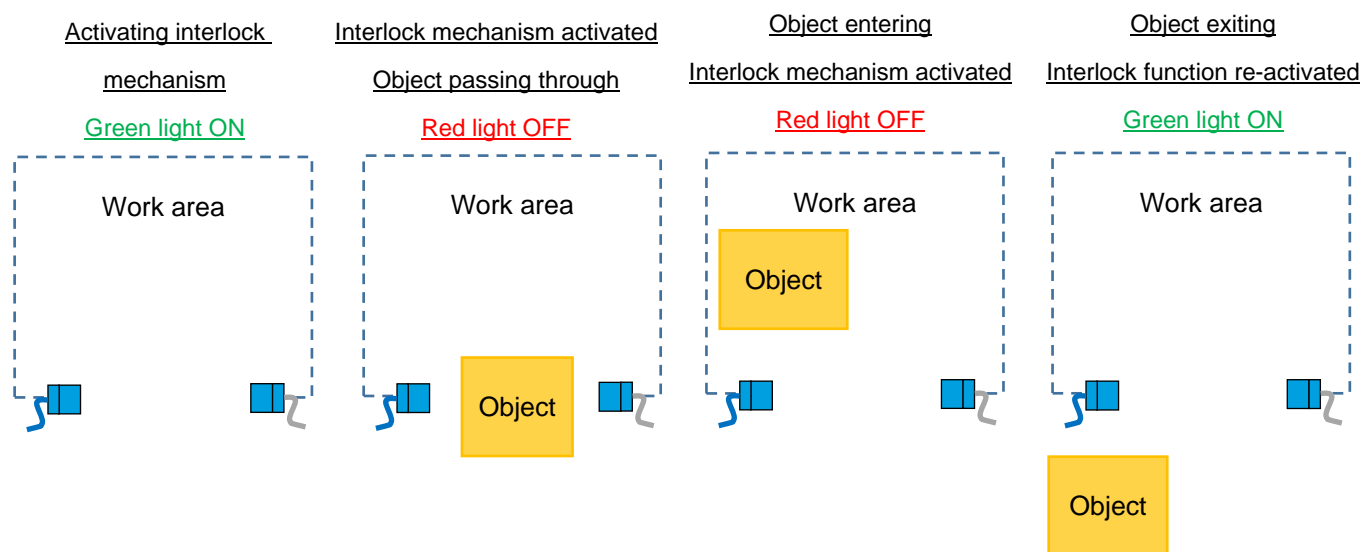 Activating interlock
mechanism
Green light ON
Work area
Interlock mechanism activated
Object passing through
Red light OFF
Work area
Object
Object entering
Interlock mechanism activated
Red light OFF
Work area
Object
Object exiting
Interlock function re-activated
Green light ON
Work area
Object